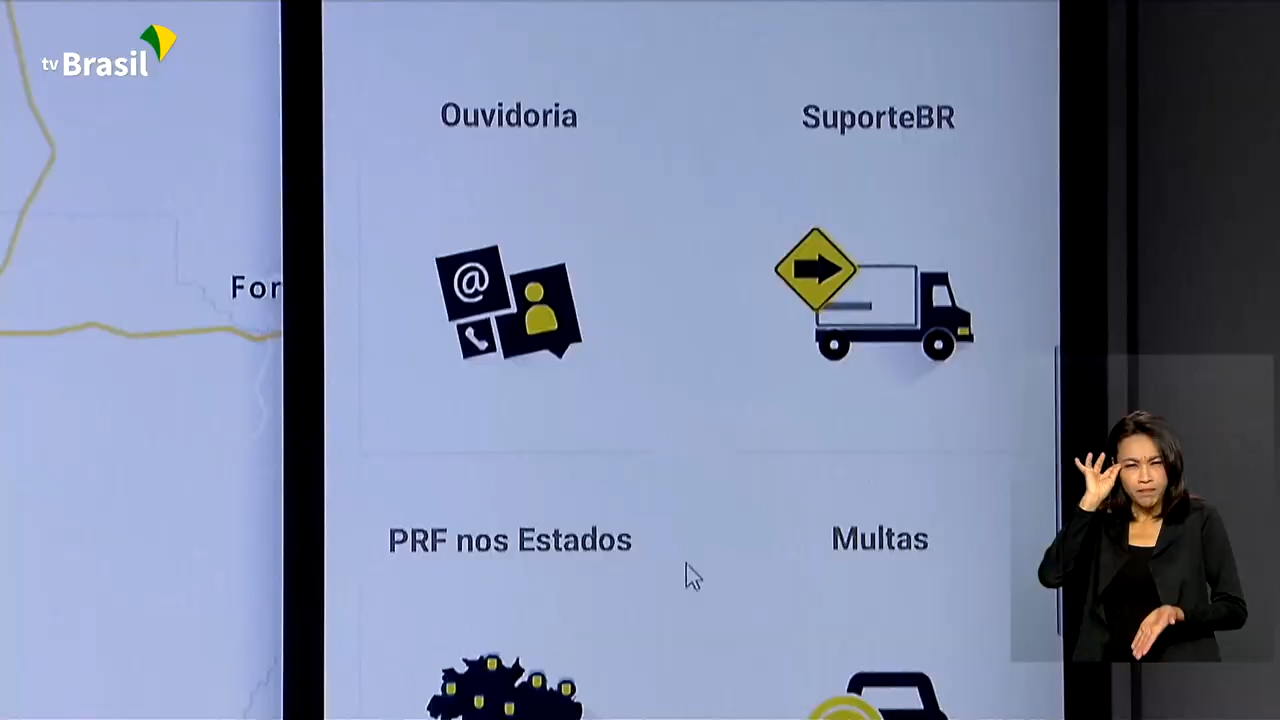 tv Brasil
Ouvidoria
SuporteBR
For
@
PRF nos Estados
Multas